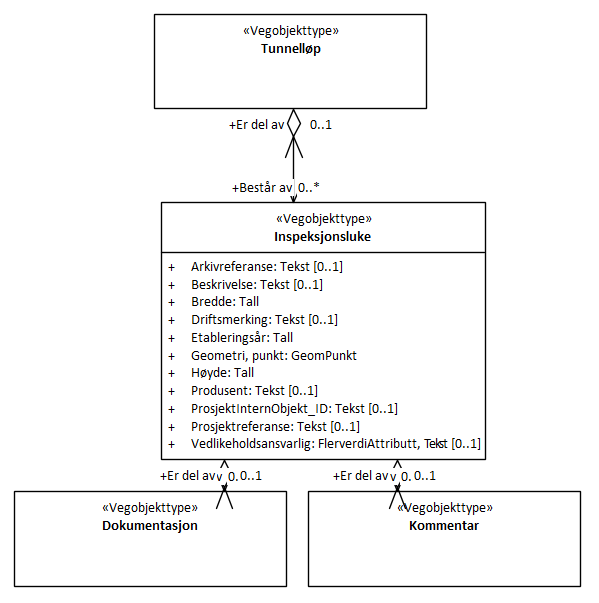 «Vegobjekttype»
Tunnelløp
+Er del av 0..1
+Består av 0..*
«Vegobjekttype»
Inspeksjonsluke
+ Arkivreferanse: Tekst [0..1]
+ Beskrivelse: Tekst [0..1]
+ Bredde: Tall
+ Driftsmerking: Tekst [0..1]
+ Etableringsår: Tall
+ Geometri, punkt: GeomPunkt
+ Høyde: Tall
+ Produsent: Tekst [0..1]
+ ProsjektInternObjekt_ID: Tekst [0..1]
+ Prosjektreferanse: Tekst [0..1]
+ Vedlikeholdsansvarlig: FlerverdiAttributt, Tekst [0..1]
+Er del av v 0. 0..1 +Er del av v 0. 0..1
«Vegobjekttype»
Dokumentasjon
«Vegobjekttype»
Kommentar